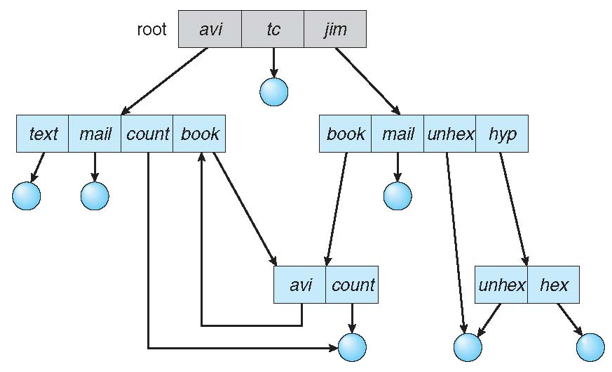 root avi tc jim
text mail count book book mail unhex hyp
avi count unhex hex